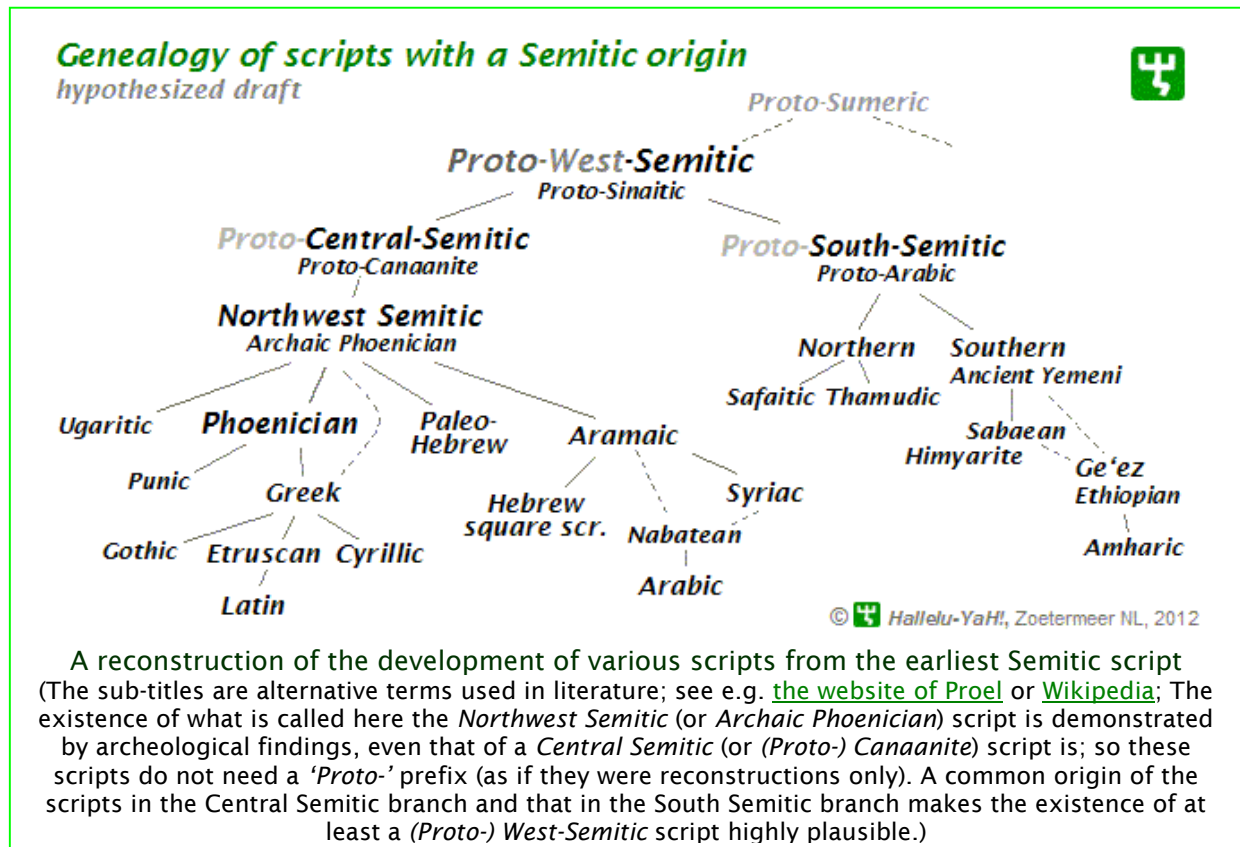 Genealogy of scripts with a Semitic origin
hypothesized draft
Proto-Sumeric
Proto-West-Semitic
Proto-Sinaitic
Proto-Central-Semitic
Proto-Canaanite
Proto-South-Semitic
Proto-Arabic
Northwest Semitic
Archaic Phoenician
Northern
Southern
Ancient Yemeni
Safaitic
Thamudic
Ugaritic
Phoenician
Paleo-
Hebrew
Aramaic
Sabaean
Himyarite
Ge‘ez
Ethiopian
Punic
Greek
Hebrew
square scr.
Syriac
Nabatean
Gothic
Etruscan
Cyrillic
Arabic
Amharic
Latin
© Hallelu-YaH!, Zoetermeer NL, 2012
A reconstruction of the development of various scripts from the earliest Semitic script
(The sub-titles are alternative terms used in literature; see e.g. the website of Proel or Wikipedia; The
existence of what is called here the Northwest Semitic (or Archaic Phoenician) script is demonstrated
by archeological findings, even that of a Central Semitic (or (Proto-) Canaanite) script is; so these
scripts do not need a ‘Proto-’ prefix (as if they were reconstructions only). A common origin of the
scripts in the Central Semitic branch and that in the South Semitic branch makes the existence of at
least a (Proto-) West-Semitic script highly plausible.)